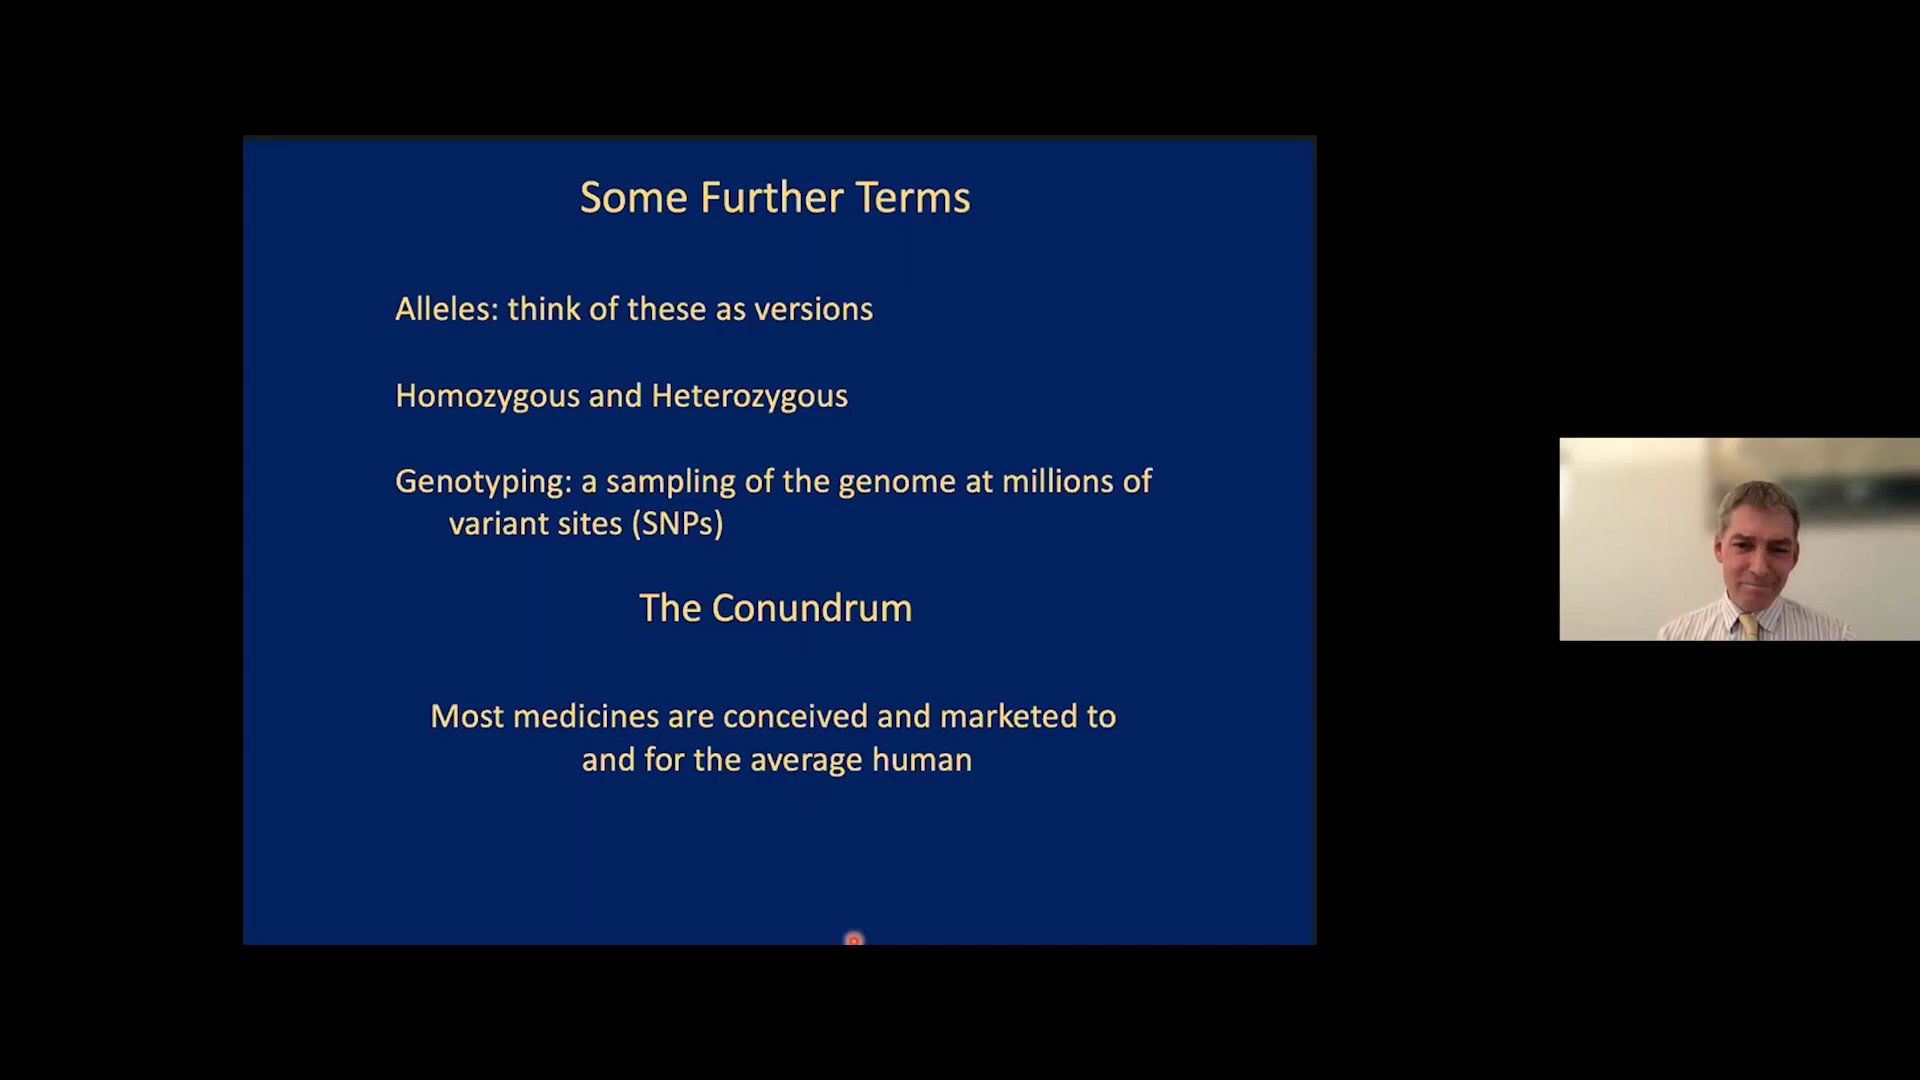 Some Further Terms
Alleles: think of these as versions
Homozygous and Heterozygous
Genotyping: a sampling of the genome at millions of
variant sites (SNPs)
The Conundrum
Most medicines are conceived and marketed to
and for the average human